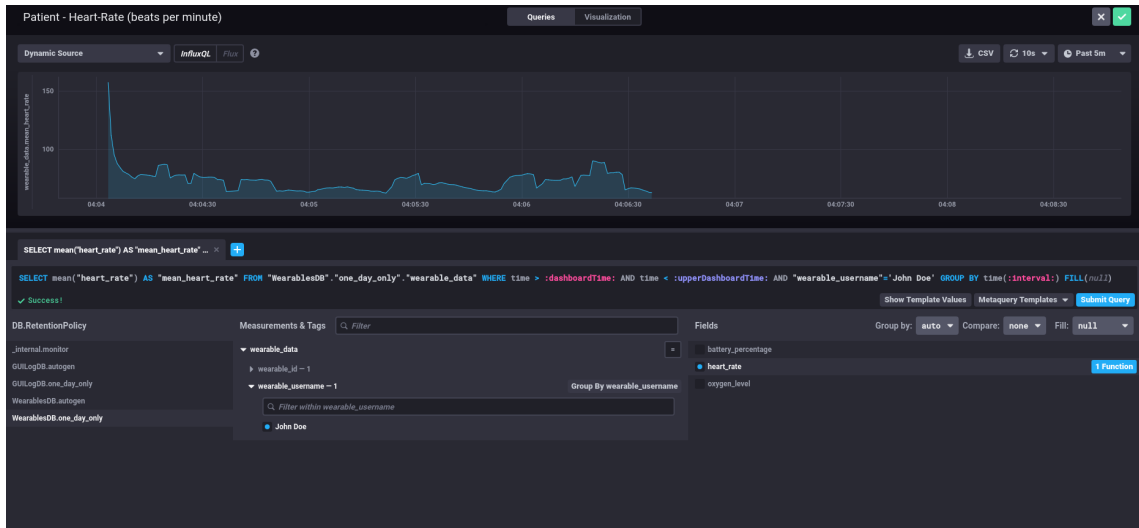 Patient - Heart-Rate (beats per minute)
Queries Visualization
Dynamic Source InfluxQL Flux ? CSV 10s Past 5m
wearable_data.mean_heart_rate
150
100
04:04 04:04:30 04:05 04:05:30 04:06 04:06:30 04:07 04:07:30 04:08 04:08:30
SELECT mean("heart_rate") AS "mean_heart_rate" ... × +
SELECT mean("heart_rate") AS "mean_heart_rate" FROM "WearablesDB"."one_day_only"."wearable_data" WHERE time > :dashboardTime: AND time < :upperDashboardTime: AND "wearable_username"='John Doe' GROUP BY time(:interval:) FILL(null)
Success! Show Template Values Metaquery Templates Submit Query
DB.RetentionPolicy Measurements & Tags Filter Fields Group by: auto Compare: none Fill: null
_internal.monitor
GUILogDB.autogen
GUILogDB.one_day_only
WearablesDB.autogen
WearablesDB.one_day_only
wearable_data =
wearable_id — 1
wearable_username — 1 Group By wearable_username
Filter within wearable_username
John Doe
battery_percentage
heart_rate 1 Function
oxygen_level